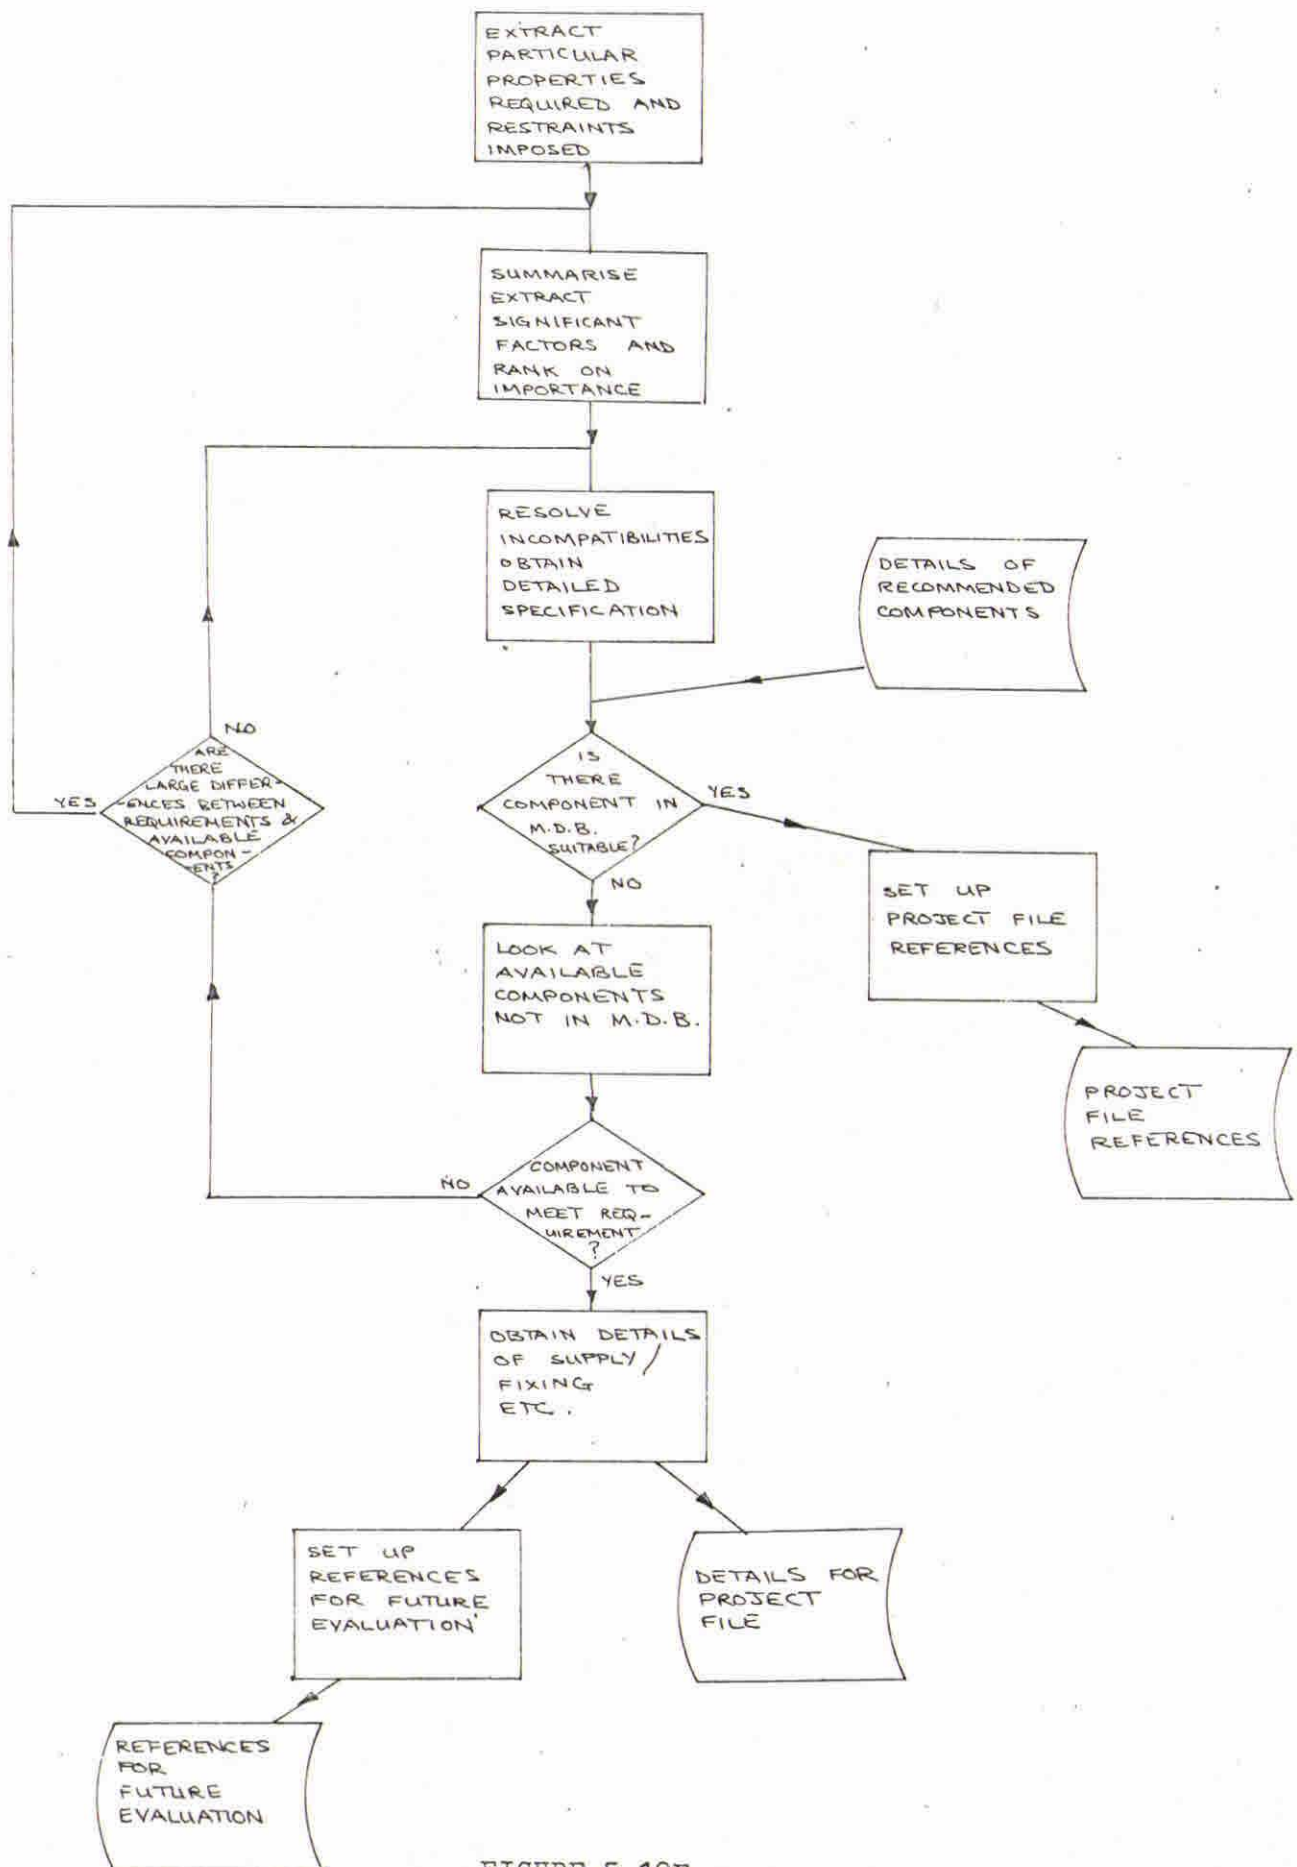 EXTRACT
PARTICULAR
PROPERTIES
REQUIRED AND
RESTRAINTS
IMPOSED
SUMMARISE
EXTRACT
SIGNIFICANT
FACTORS AND
RANK ON
IMPORTANCE
RESOLVE
INCOMPATIBILITIES
OBTAIN
DETAILED
SPECIFICATION
DETAILS OF
RECOMMENDED
COMPONENTS
NO
ARE
THERE
LARGE DIFFER-
-ENCES BETWEEN
REQUIREMENTS &
AVAILABLE
COMPON-
-ENTS
?
YES
IS
THERE
COMPONENT IN
M.D.B.
SUITABLE?
YES
NO
SET UP
PROJECT FILE
REFERENCES
LOOK AT
AVAILABLE
COMPONENTS
NOT IN M.D.B.
PROJECT
FILE
REFERENCES
COMPONENT
AVAILABLE TO
MEET REQ-
UIREMENT
?
NO
YES
OBTAIN DETAILS
OF SUPPLY/
FIXING
ETC.
SET UP
REFERENCES
FOR FUTURE
EVALUATION
DETAILS FOR
PROJECT
FILE
REFERENCES
FOR
FUTURE
EVALUATION